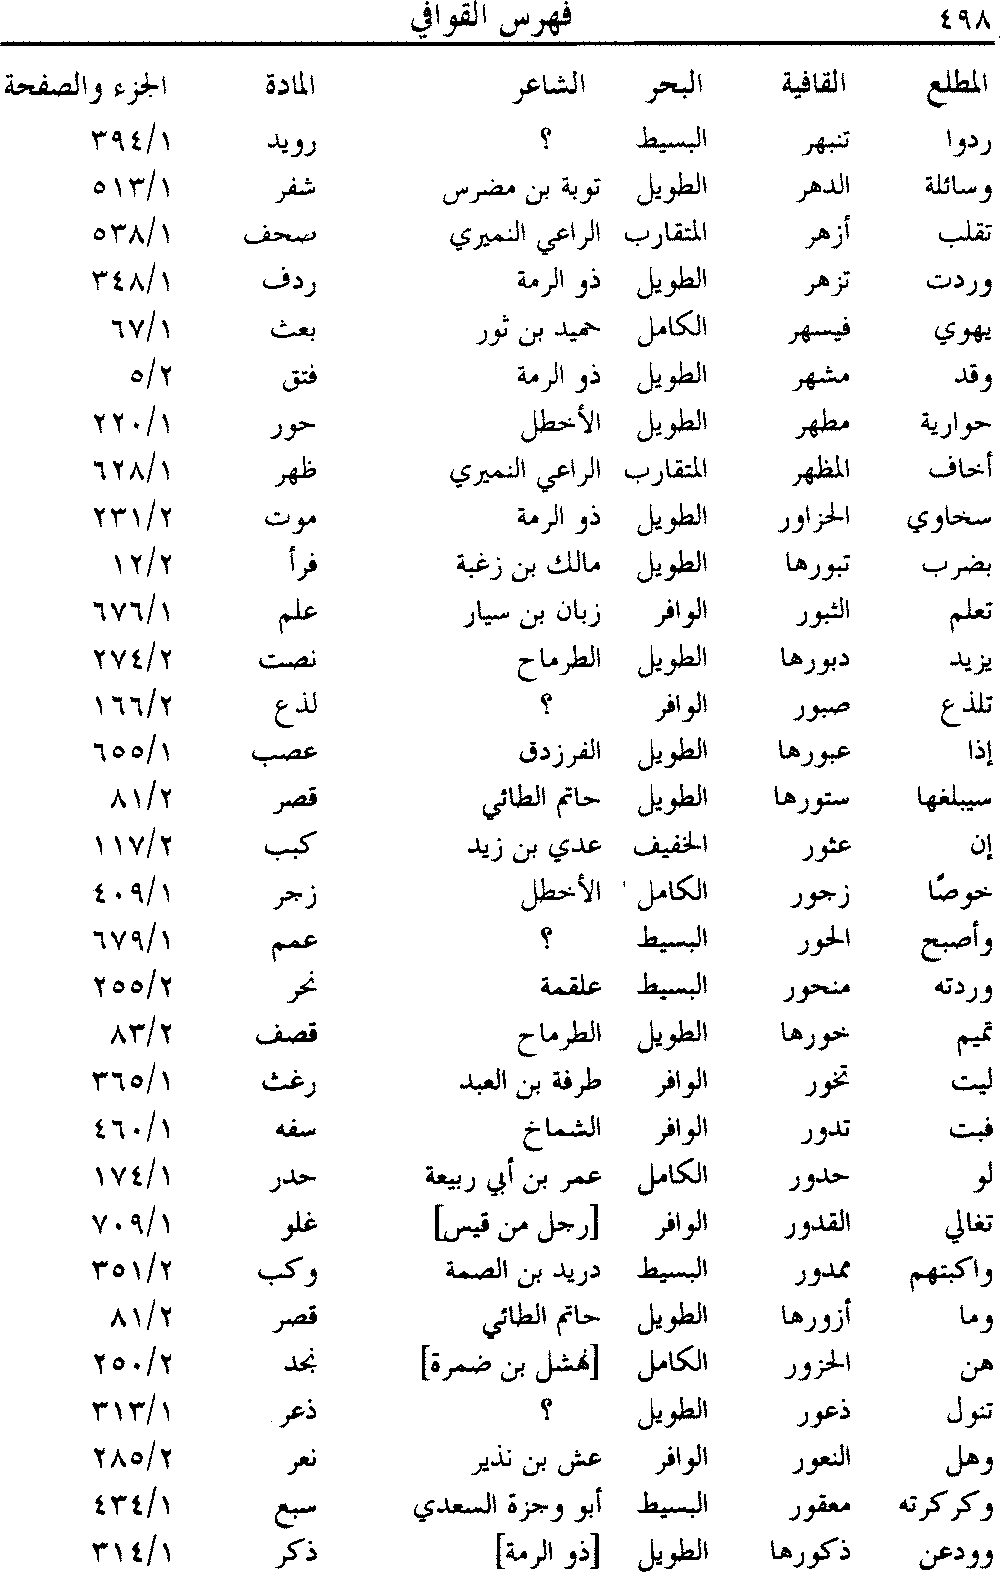 ٤٩٨ فهرس القوافي
المطلع القافية البحر الشاعر المادة الجزء والصفحة
ردوا تنبهر البسيط ؟ رويد ٣٩٤/١
وسائلة الدهر الطويل توبة بن مضرس شفر ٥١٣/١
تقلب أزهر المتقارب الراعي النميري صحف ٥٣٨/١
وردت تزهر الطويل ذو الرمة ردف ٣٤٨/١
يهوي فيسهر الكامل حميد بن ثور بعث ٦٧/١
وقد مشهر الطويل ذو الرمة فتق ٥/٢
حوارية مطهر الطويل الأخطل حور ٢٢٠/١
أخاف المظهر المتقارب الراعي النميري ظهر ٦٢٨/١
سخاوي الحزاور الطويل ذو الرمة موت ٢٣١/٢
بضرب تبورها الطويل مالك بن زغبة فرأ ١٢/٢
تعلم الثبور الوافر زبان بن سيار علم ٦٧٦/١
يزيد دبورها الطويل الطرماح نصت ٢٧٤/٢
تلذع صبور الوافر ؟ لذع ١٦٦/٢
إذا عبورها الطويل الفرزدق عصب ٦٥٥/١
سيبلغها ستورها الطويل حاتم الطائي قصر ٨١/٢
إن عثور الخفيف عدي بن زيد كبب ١١٧/٢
خوصًا زجور الكامل الأخطل زجر ٤٠٩/١
وأصبح الحور البسيط ؟ عمم ٦٧٩/١
وردته منحور البسيط علقمة نحر ٢٥٥/٢
تميم خورها الطويل الطرماح قصف ٨٣/٢
ليت تخور الوافر طرفة بن العبد رغث ٣٦٥/١
فبت تدور الوافر الشماخ سفه ٤٦٠/١
لو حدور الكامل عمر بن أبي ربيعة حدر ١٧٤/١
تغالي القدور الوافر [رجل من قيس] غلو ٧٠٩/١
واكبتهم ممدور البسيط دريد بن الصمة وكب ٣٥١/٢
وما أزورها الطويل حاتم الطائي قصر ٨١/٢
هن الحزور الكامل [نهشل بن ضمرة] نجد ٢٥٠/٢
تنول ذعور الطويل ؟ ذعر ٣١٣/١
وهل النعور الوافر عش بن نذير نعر ٢٨٥/٢
وكركرته معقور البسيط أبو وجزة السعدي سبع ٤٣٤/١
وودعن ذكورها الطويل [ذو الرمة] ذكر ٣١٤/١